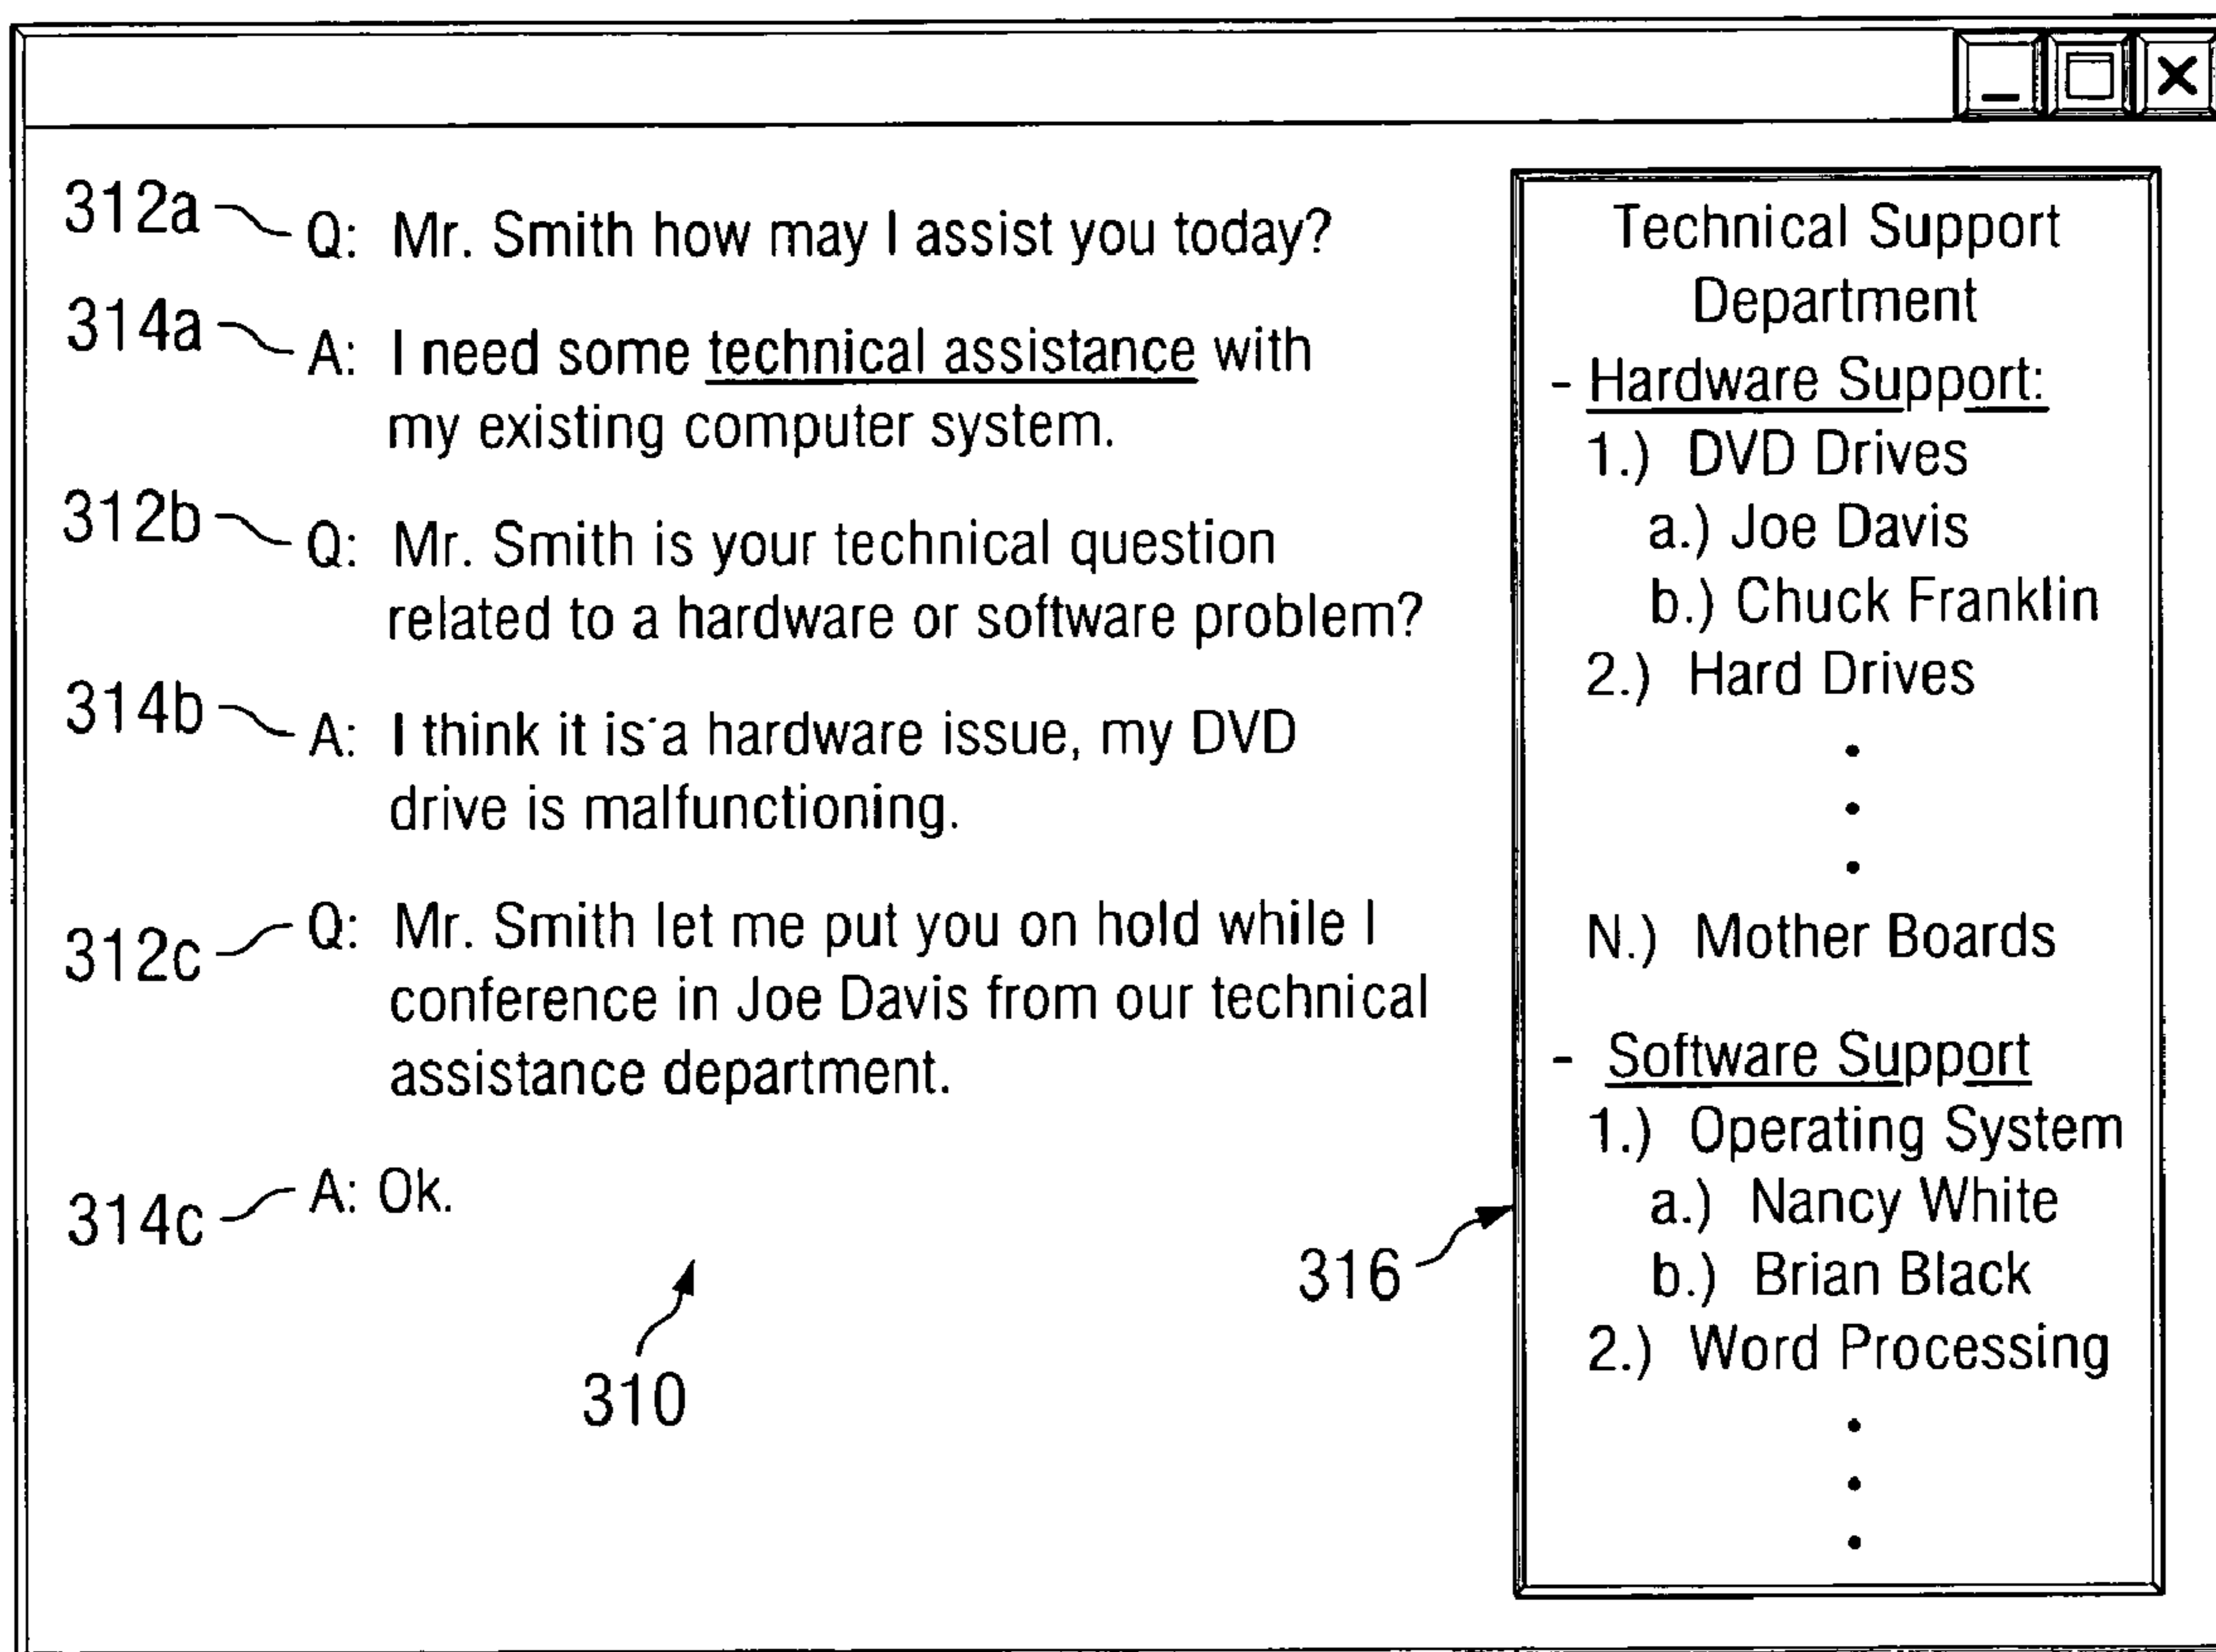 312a Q: Mr. Smith how may I assist you today?
314a A: I need some technical assistance with
my existing computer system.
312b Q: Mr. Smith is your technical question
related to a hardware or software problem?
314b A: I think it is a hardware issue, my DVD
drive is malfunctioning.
312c Q: Mr. Smith let me put you on hold while I
conference in Joe Davis from our technical
assistance department.
314c A: Ok.
310
316
Technical Support
Department
- Hardware Support:
1.) DVD Drives
a.) Joe Davis
b.) Chuck Franklin
2.) Hard Drives
N.) Mother Boards
- Software Support
1.) Operating System
a.) Nancy White
b.) Brian Black
2.) Word Processing